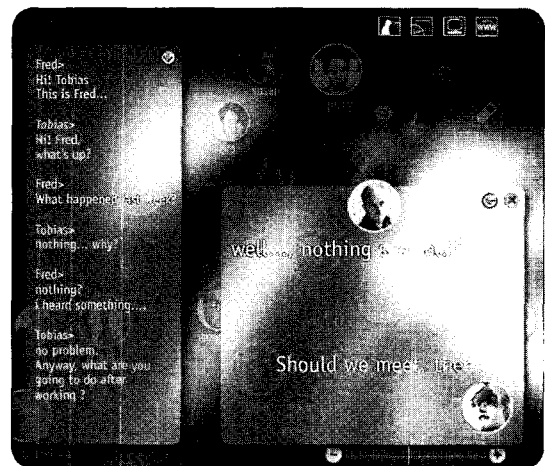 www
Fred>
Hi! Tobias
This is Fred...
Tobias>
Hi! Fred,
what's up?
Fred>
What happened last week?
Tobias>
nothing... why?
Fred>
nothing?
i heard something....
Tobias>
no problem.
Anyway, what are you
going to do after
working ?
nothing
Should we meet